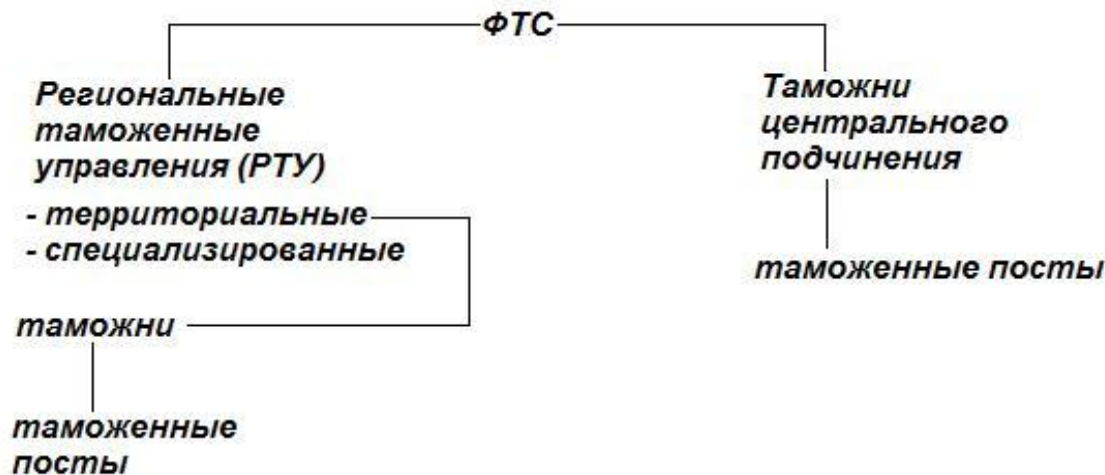 ФТС
Региональные
таможенные
управления (РТУ)
- территориальные
- специализированные
таможни
таможенные
посты
Таможни
центрального
подчинения
таможенные посты